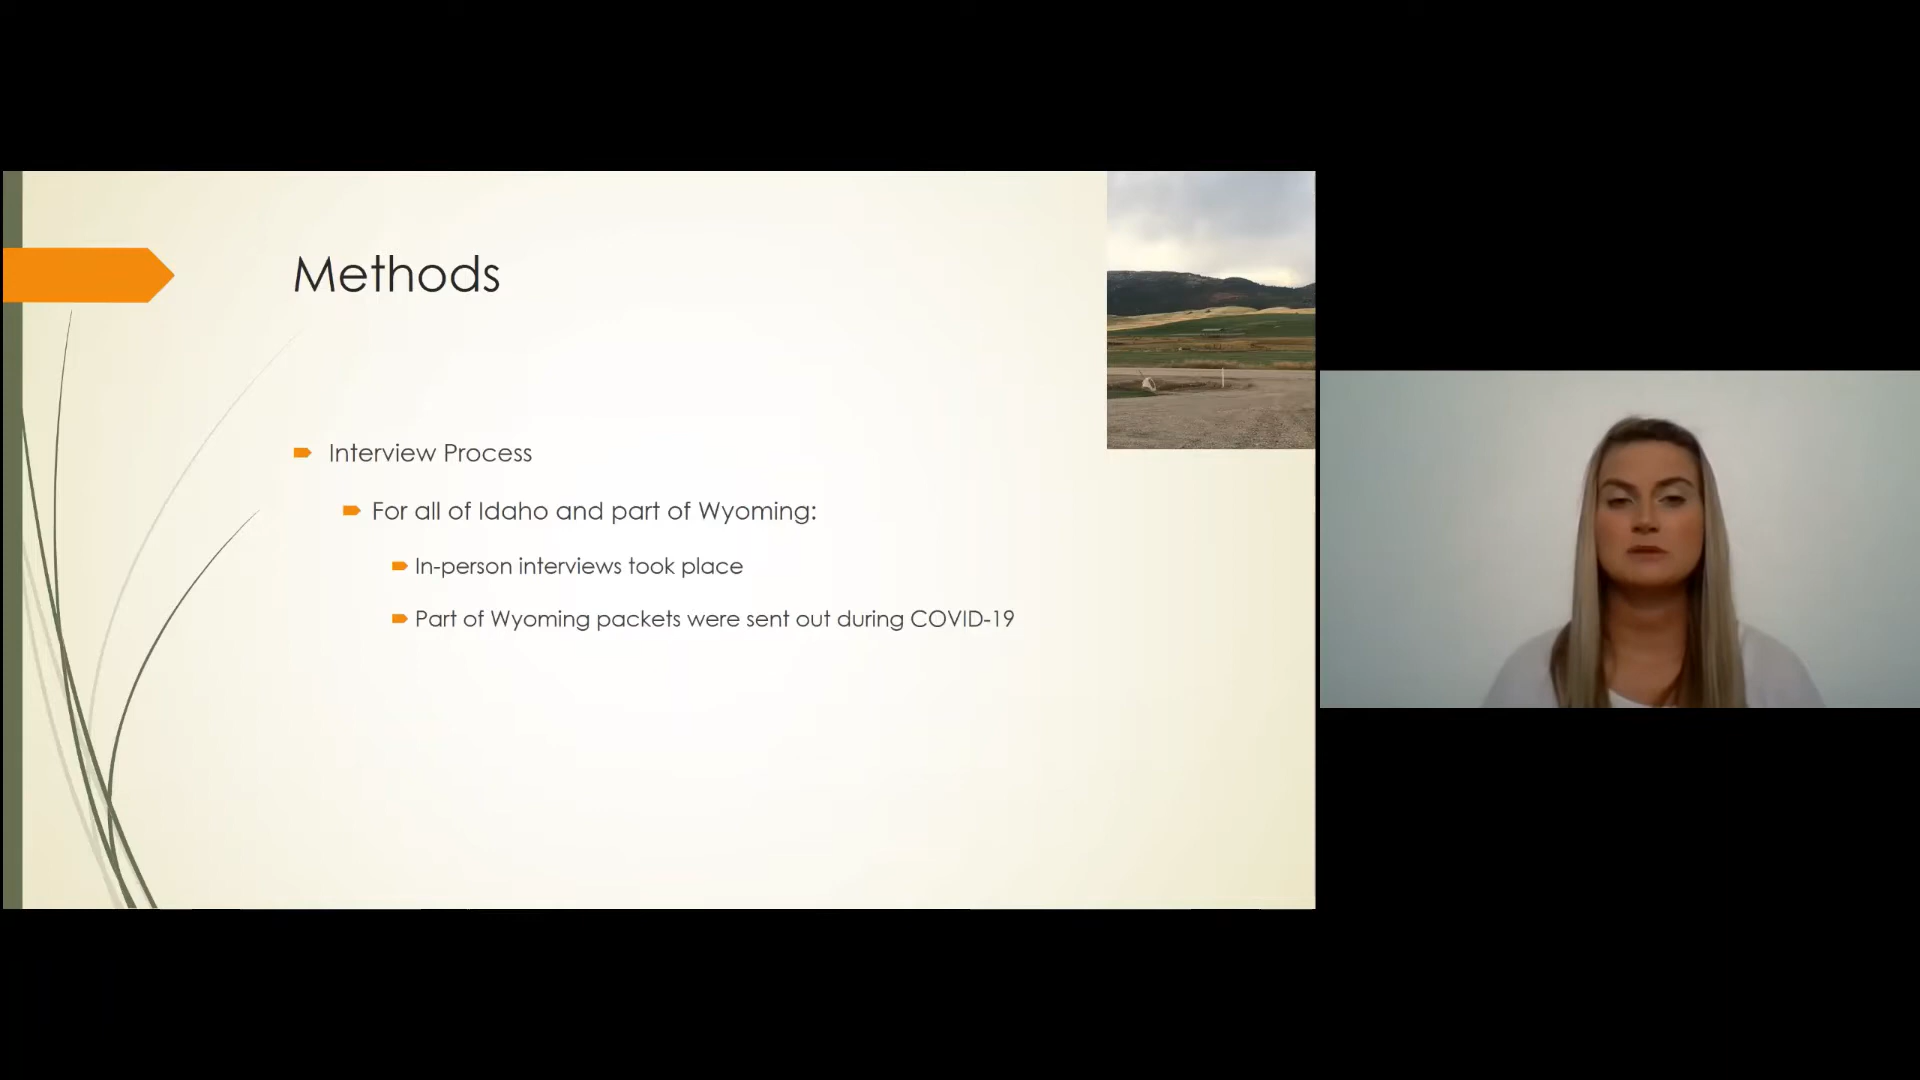 Methods
Interview Process
For all of Idaho and part of Wyoming:
In-person interviews took place
Part of Wyoming packets were sent out during COVID-19